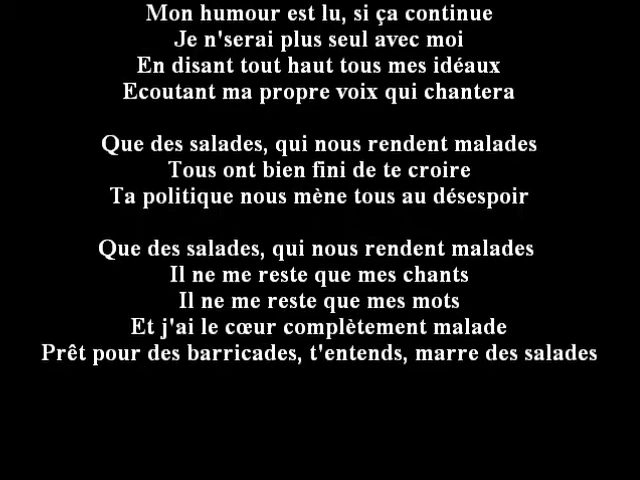 Mon humour est lu, si ça continue
Je n'serai plus seul avec moi
En disant tout haut tous mes idéaux
Ecoutant ma propre voix qui chantera
Que des salades, qui nous rendent malades
Tous ont bien fini de te croire
Ta politique nous mène tous au désespoir
Que des salades, qui nous rendent malades
Il ne me reste que mes chants
Il ne me reste que mes mots
Et j'ai le cœur complètement malade
Prêt pour des barricades, t'entends, marre des salades